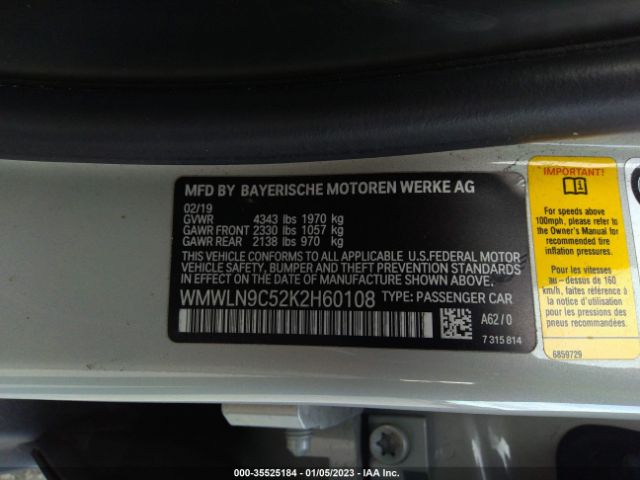 MFD BY BAYERISCHE MOTOREN WERKE AG
02/19
GVWR 4343 lbs 1970 kg
GAWR FRONT 2330 lbs 1057 kg
GAWR REAR 2138 lbs 970 kg
THIS VEHICLE CONFORMS TO ALL APPLICABLE U.S.FEDERAL MOTOR
VEHICLE SAFETY, BUMPER AND THEFT PREVENTION STANDARDS
IN EFFECT ON THE DATE OF MANUFACTURE SHOWN ABOVE.
WMWLN9C52K2H60108 TYPE: PASSENGER CAR
A62/0
7 315 814
IMPORTANT!
For speeds above
100mph, please refer
to the Owner's Manual for
recommended tire
inflation pressures.
Pour les vitesses
au - dessus de 160
km/h, faites référence
à la notice d'utilisation
pour les pressions des
pneus recommandées.
6859729
000-35525184 - 01/05/2023 - IAA Inc.